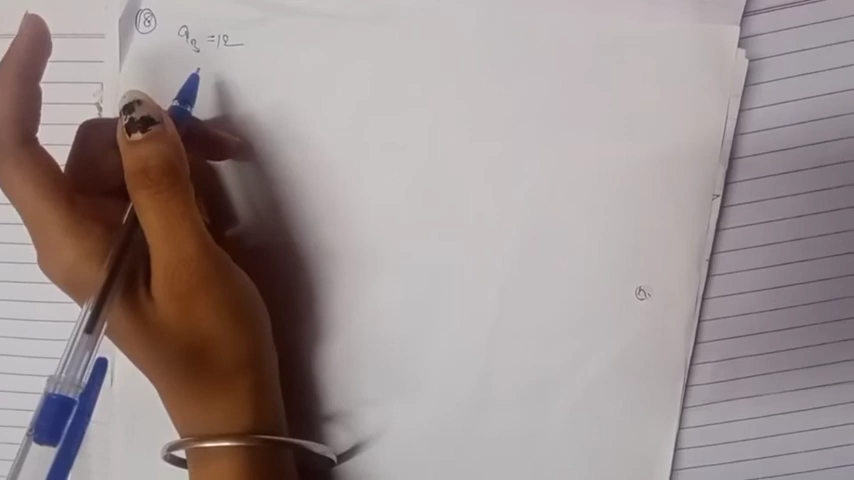 (18) a₃ = 12